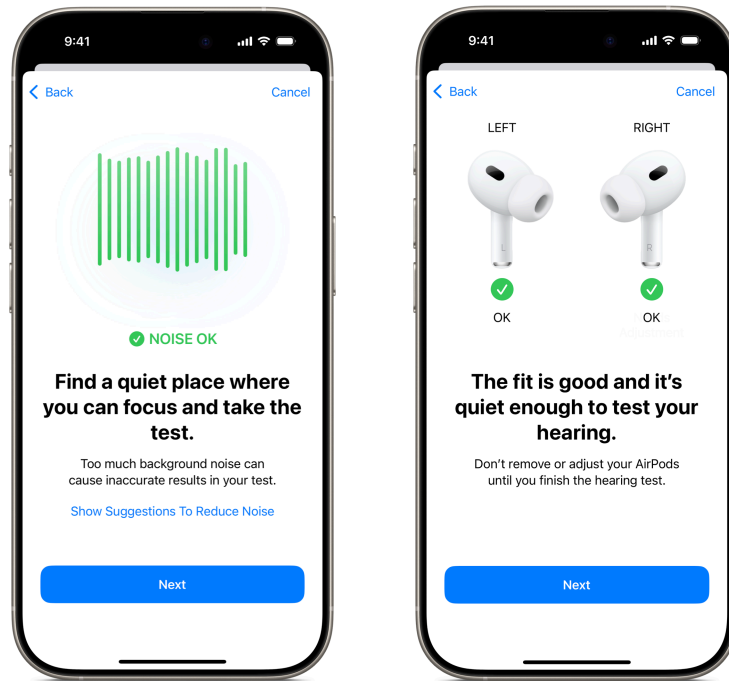 9:41
Back
Cancel
NOISE OK
Find a quiet place where
you can focus and take the
test.
Too much background noise can
cause inaccurate results in your test.
Show Suggestions To Reduce Noise
Next
9:41
Back
Cancel
LEFT
RIGHT
L
R
OK
OK
Adjustment
The fit is good and it’s
quiet enough to test your
hearing.
Don’t remove or adjust your AirPods
until you finish the hearing test.
Next